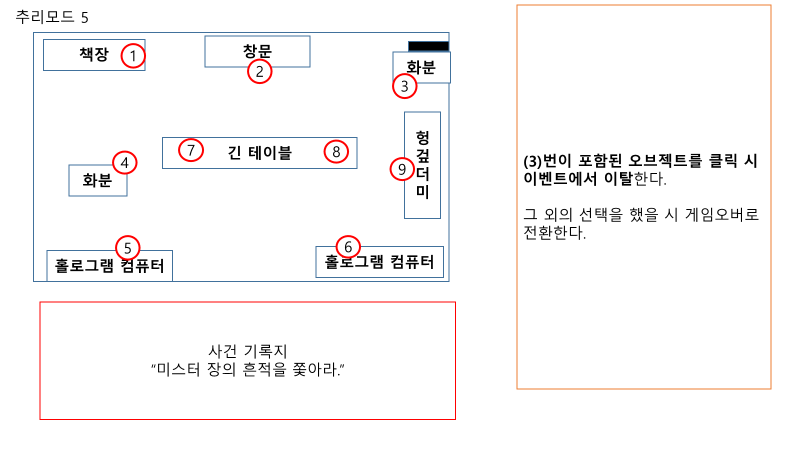 추리모드 5
책장
1
창문
2
화분
3
긴 테이블
7
8
헝
겊
더
미
9
화분
4
홀로그램 컴퓨터
5
홀로그램 컴퓨터
6
사건 기록지
“미스터 장의 흔적을 쫓아라.”
(3)번이 포함된 오브젝트를 클릭 시
이벤트에서 이탈한다.
그 외의 선택을 했을 시 게임오버로
전환한다.